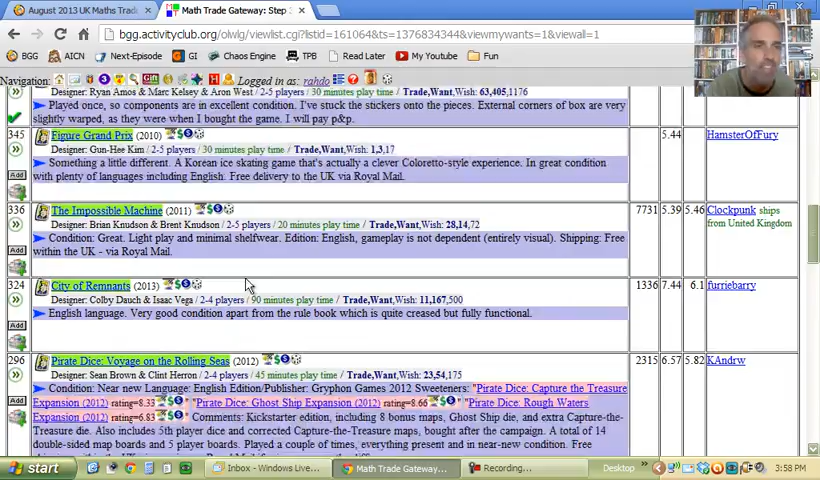 August 2013 UK Maths Trade
Math Trade Gateway: Step 3
bgg.activityclub.org/olwlg/viewlist.cgi?listid=161064&ts=1376834344&viewmywants=1&viewall=1
BGG AICN Next-Episode GI Chaos Engine TPB Read Later My Youtube Fun
Navigation: Logged in as: rahdo
Designer: Ryan Amos & Marc Kelsey & Aron West / 2-5 players / 30 minutes play time / Trade,Want,Wish: 63,405,1176
Played once, so components are in excellent condition. I've stuck the stickers onto the pieces. External corners of box are very
slightly warped, as they were when I bought the game. I will pay p&p.
345 Figure Grand Prix (2010) 5.44 HamsterOfFury
Designer: Gun-Hee Kim / 2-5 players / 30 minutes play time / Trade,Want,Wish: 1,3,17
Something a little different. A Korean ice skating game that's actually a clever Coloretto-style experience. In great condition
with plenty of languages including English. Free delivery to the UK via Royal Mail.
Add
336 The Impossible Machine (2011) 7731 5.39 5.46 Clockpunk ships
from United Kingdom
Designer: Brian Knudson & Brent Knudson / 2-5 players / 20 minutes play time / Trade,Want,Wish: 28,14,72
Condition: Great. Light play and minimal shelfwear. Edition: English, gameplay is not dependent (entirely visual). Shipping: Free
within the UK - via Royal Mail.
Add
324 City of Remnants (2013) 1336 7.44 6.1 furriebarry
Designer: Colby Dauch & Isaac Vega / 2-4 players / 90 minutes play time / Trade,Want,Wish: 11,167,500
English language. Very good condition apart from the rule book which is quite creased but fully functional.
Add
296 Pirate Dice: Voyage on the Rolling Seas (2012) 2315 6.57 5.82 KAndrw
Designer: Sean Brown & Clint Herron / 2-4 players / 45 minutes play time / Trade,Want,Wish: 23,54,175
Condition: Near new Language: English Edition/Publisher: Gryphon Games 2012 Sweeteners: "Pirate Dice: Capture the Treasure
Expansion (2012) rating=8.33 " "Pirate Dice: Ghost Ship Expansion (2012) rating=8.66 " "Pirate Dice: Rough Waters
Expansion (2012) rating=6.83 " Comments: Kickstarter edition, including 8 bonus maps, Ghost Ship die, and extra Capture-the-
Add
Treasure die. Also includes 5th player dice and corrected Capture-the-Treasure maps, bought after the campaign. A total of 14
double-sided map boards and 5 player boards. Played a couple of times, everything present and in near-new condition. Free
start Inbox - Windows Live... Math Trade Gateway... Recording... Desktop 3:58 PM